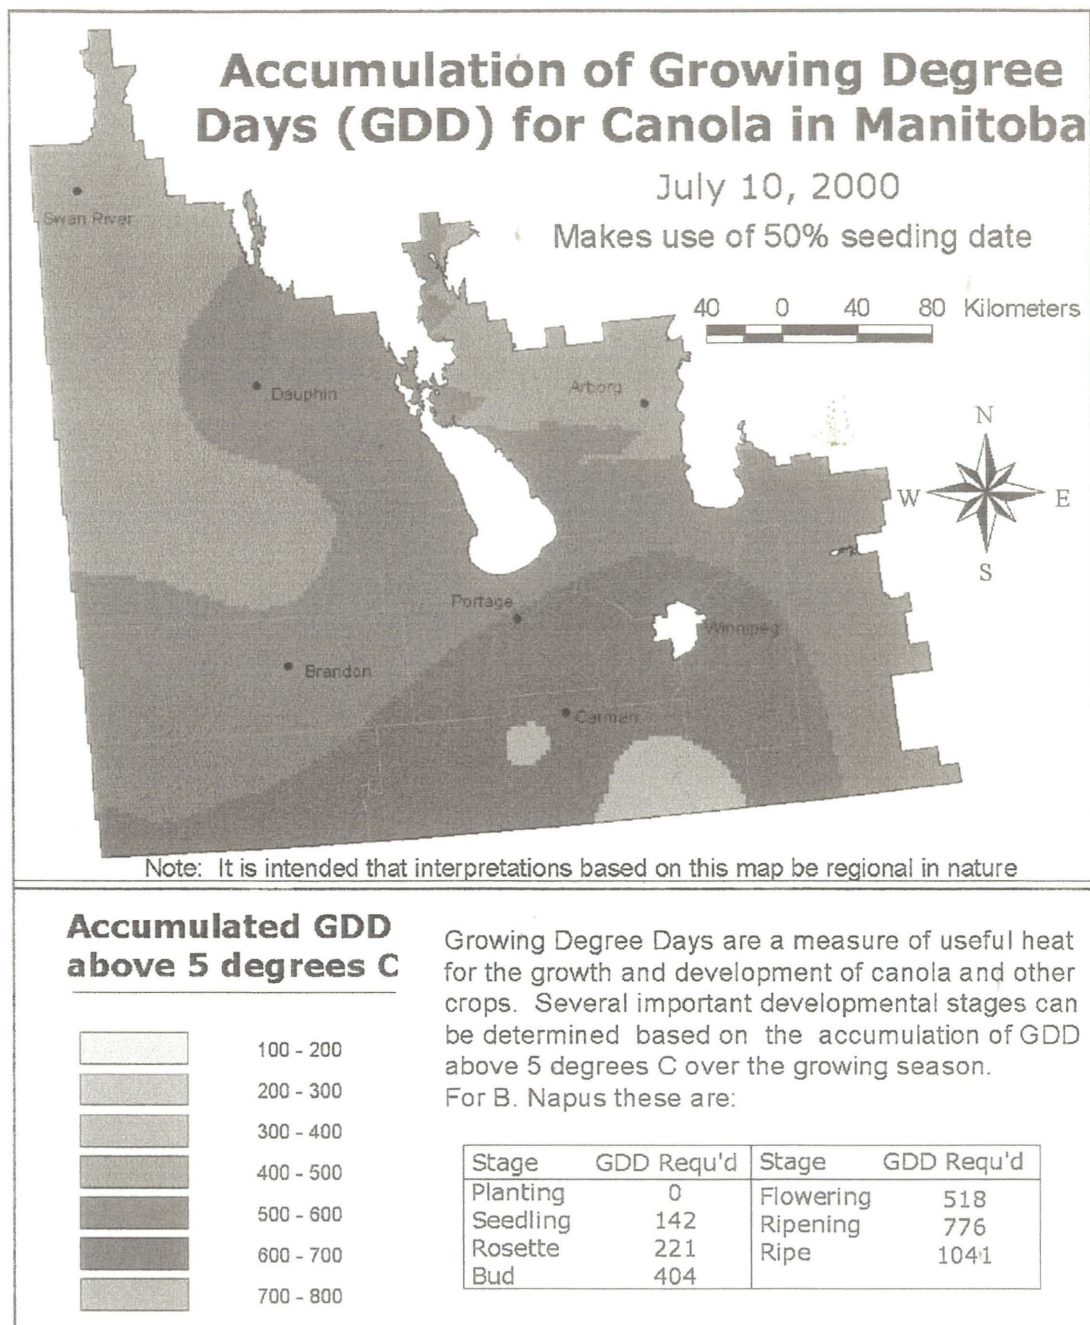 Accumulation of Growing Degree
Days (GDD) for Canola in Manitoba
July 10, 2000
Makes use of 50% seeding date
40 0 40 80 Kilometers
Swan River
Dauphin
Arborg
N
W E
S
Portage
Winnipeg
Brandon
Carman
Note: It is intended that interpretations based on this map be regional in nature
Accumulated GDD
above 5 degrees C
100 - 200
200 - 300
300 - 400
400 - 500
500 - 600
600 - 700
700 - 800
Growing Degree Days are a measure of useful heat
for the growth and development of canola and other
crops. Several important developmental stages can
be determined based on the accumulation of GDD
above 5 degrees C over the growing season.
For B. Napus these are:
Stage GDD Requ'd Stage GDD Requ'd
Planting 0 Flowering 518
Seedling 142 Ripening 776
Rosette 221 Ripe 1041
Bud 404